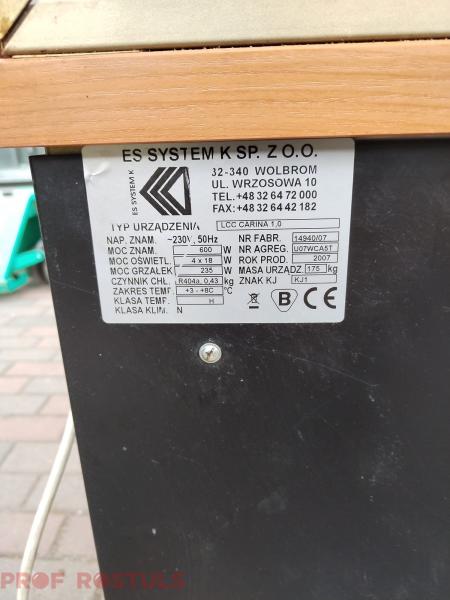 ES SYSTEM K SP. Z O.O.
ES SYSTEM K
32-340 WOLBROM
UL. WRZOSOWA 10
TEL.+48 32 64 72 000
FAX:+48 32 64 42 182
TYP URZĄDZENIA LCC CARINA 1,0
NAP. ZNAM. ~230V, 50Hz NR FABR. 14940/07
MOC ZNAM. 600 W NR AGREG. U07WCA5T
MOC OŚWIETL. 4 x 18 W ROK PROD. 2007
MOC GRZAŁEK 235 W MASA URZĄDZ. 175 kg
CZYNNIK CHŁ. R404a, 0,43 kg ZNAK KJ KJ1
ZAKRES TEMP. +3 - +8C °C
KLASA TEMP. H
KLASA KLIM. N
B CE
PROF ROSTULS